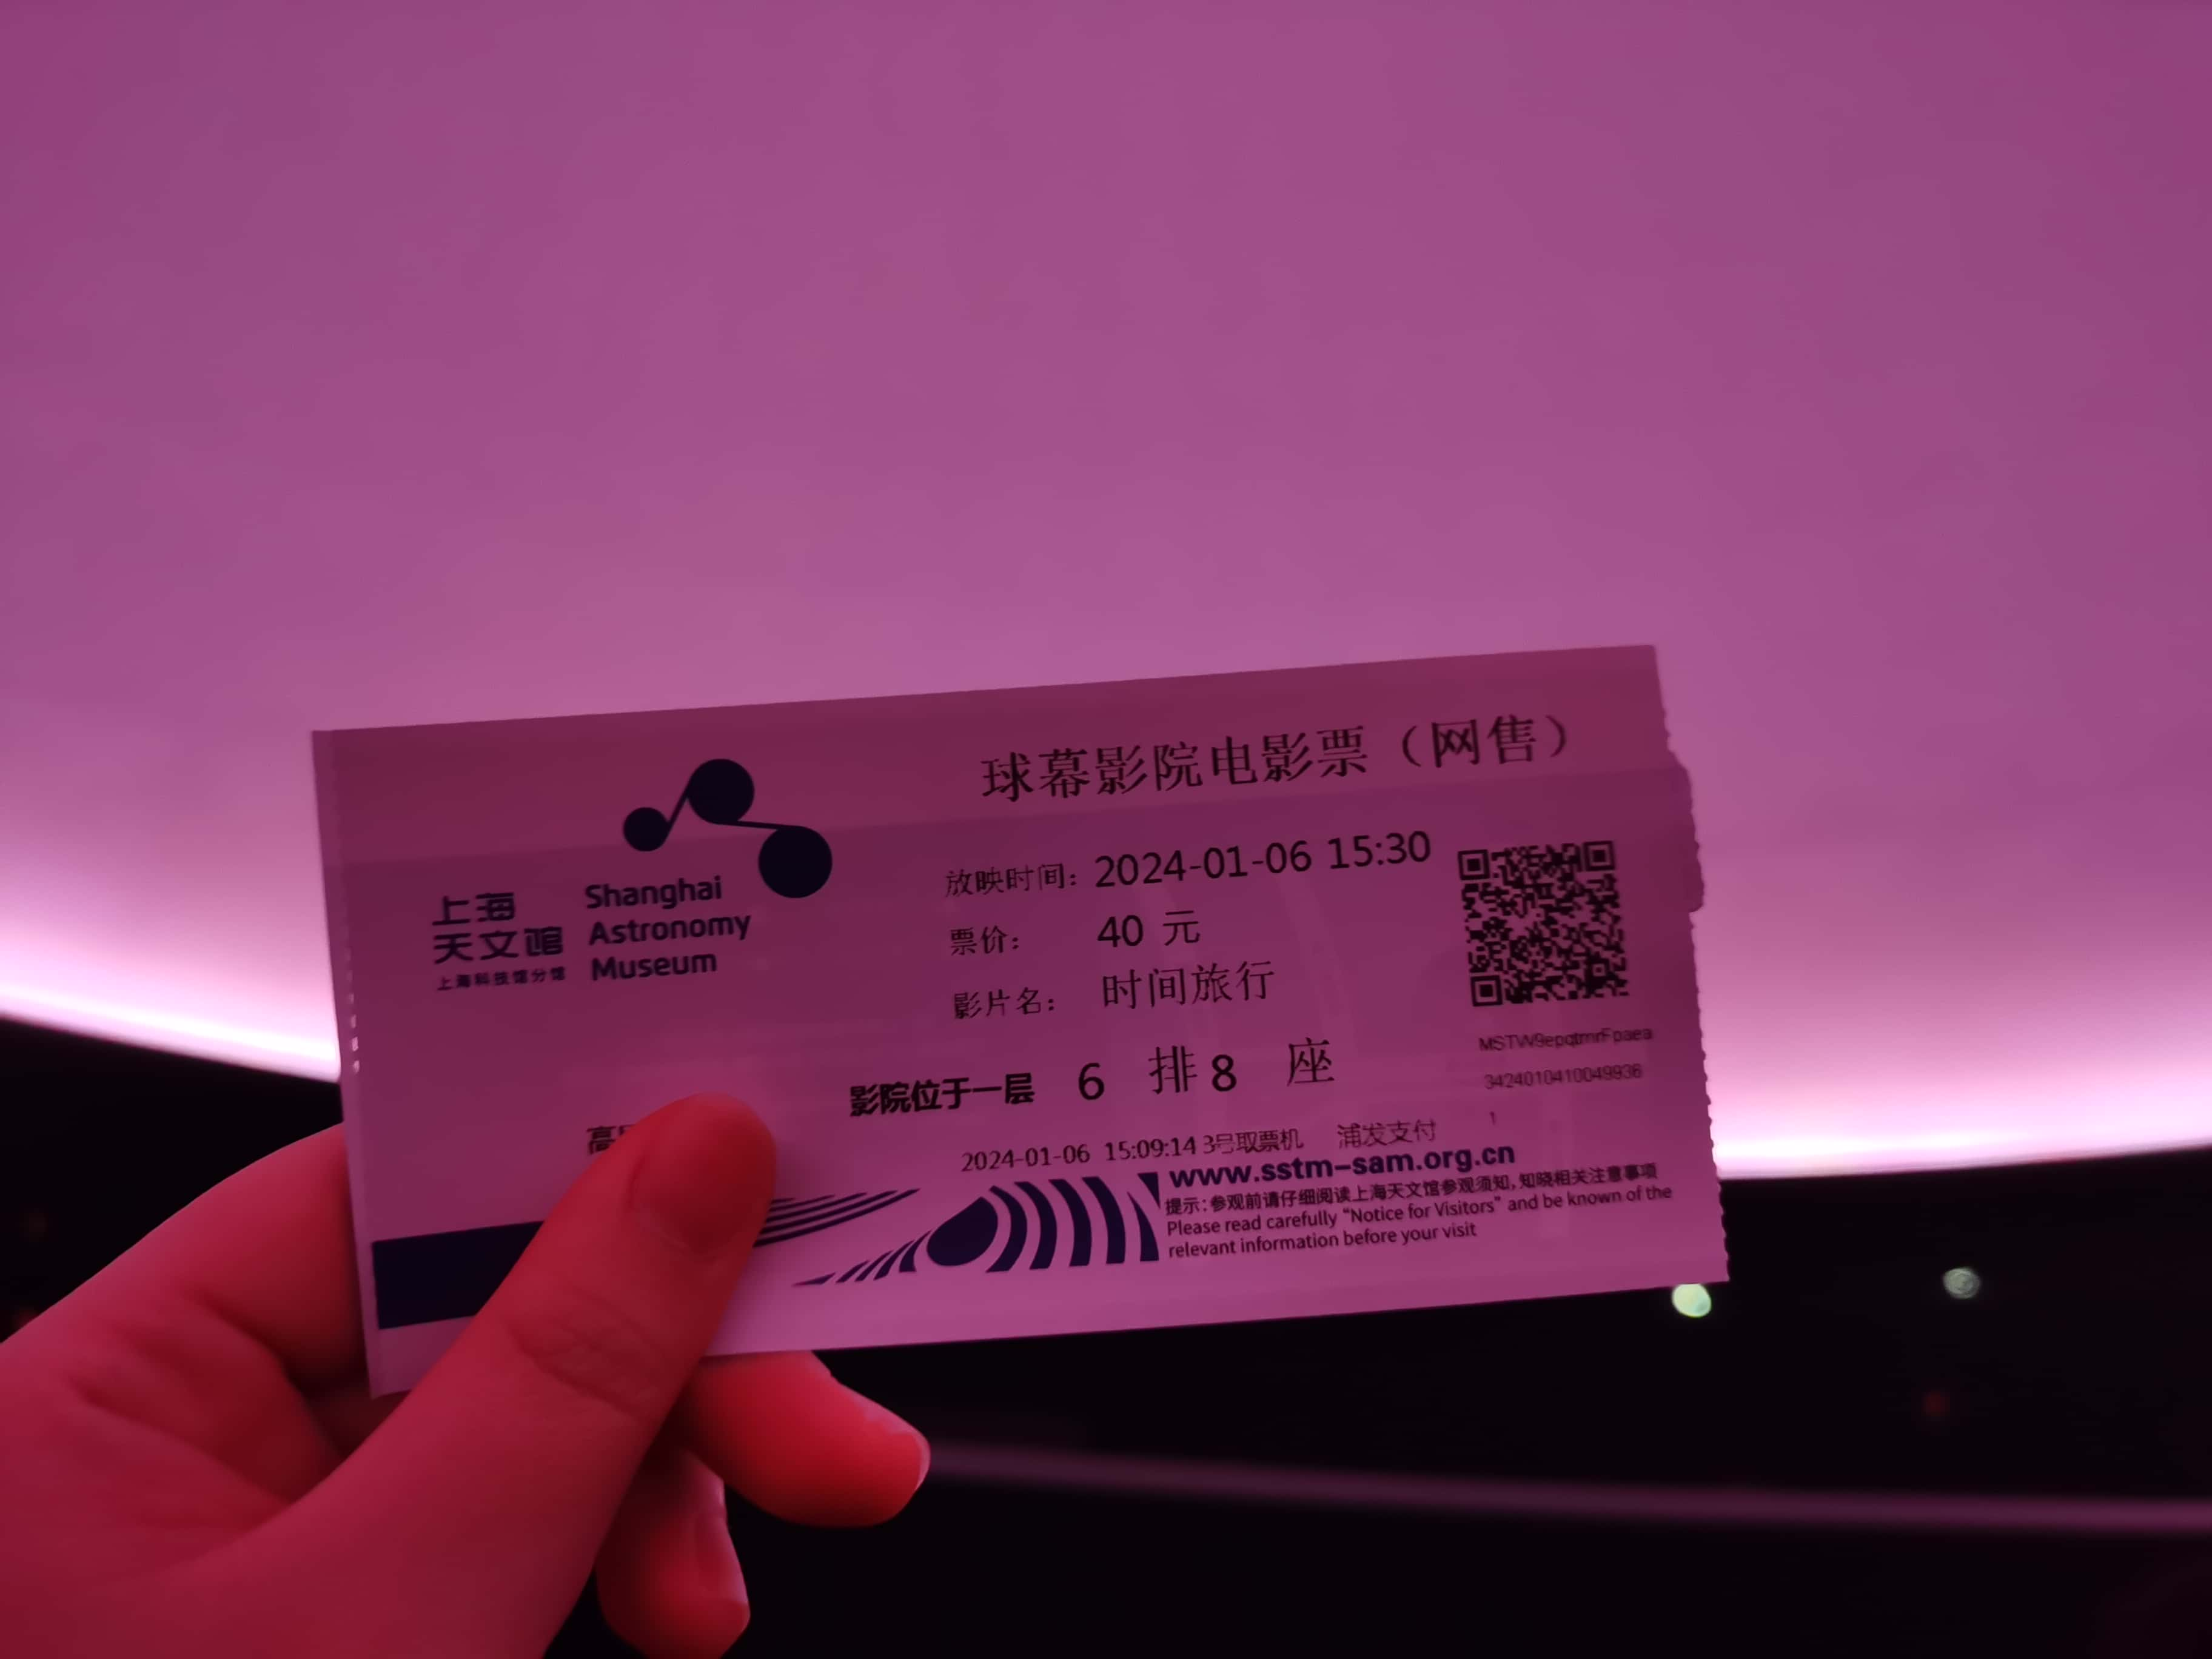 球幕影院电影票（网售）
上海
天文馆
上海科技馆分馆
Shanghai
Astronomy
Museum
放映时间：2024-01-06 15:30
票价： 40 元
影片名： 时间旅行
影院位于一层 6 排 8 座
2024-01-06 15:09:14 3号取票机 浦发支付 1
3424010410049936
www.sstm-sam.org.cn
提示：参观前请仔细阅读上海天文馆参观须知，知晓相关注意事项
Please read carefully “Notice for Visitors” and be known of the
relevant information before your visit